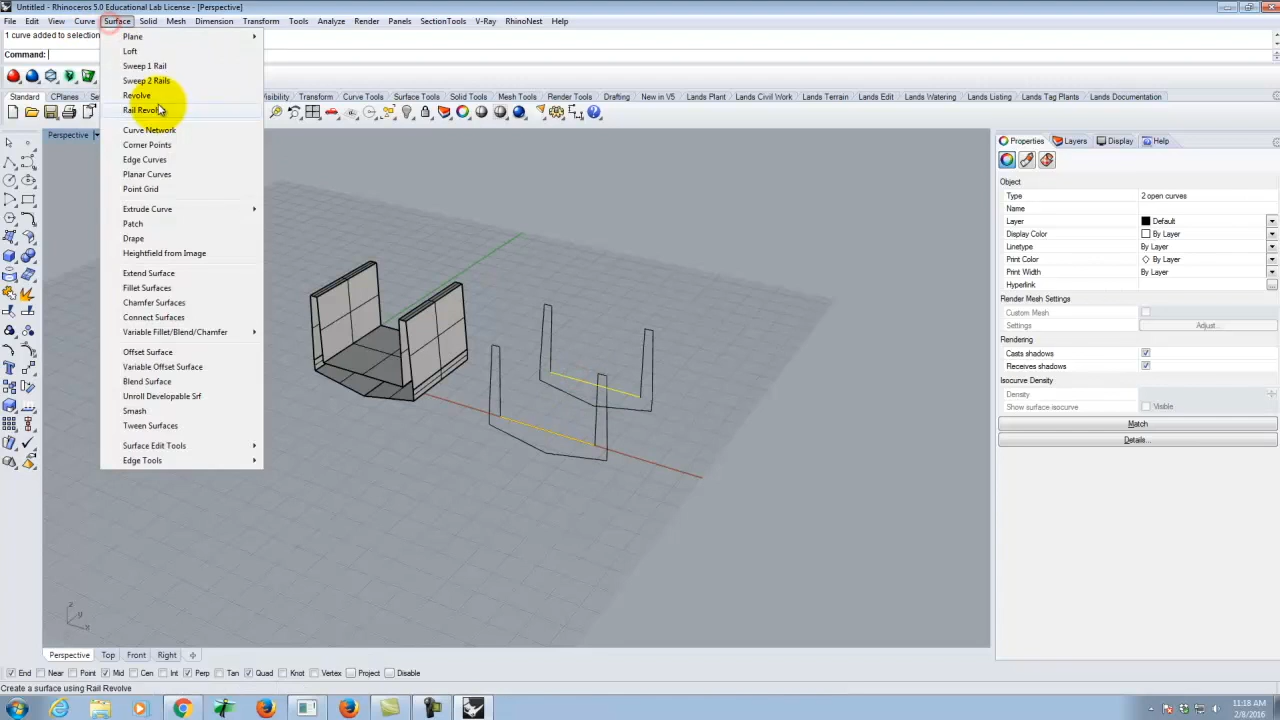 Untitled - Rhinoceros 5.0 Educational Lab License - [Perspective]
File Edit View Curve Surface Solid Mesh Dimension Transform Tools Analyze Render Panels SectionTools V-Ray RhinoNest Help
1 curve added to selection
Command:
Standard CPlanes isibility Transform Curve Tools Surface Tools Solid Tools Mesh Tools Render Tools Drafting New in V5 Lands Plant Lands Civil Work Lands Edit Lands Watering Lands Listing Lands Tag Plants Lands Documentation
Perspective
Plane
Loft
Sweep 1 Rail
Sweep 2 Rails
Revolve
Rail Revolve
Curve Network
Corner Points
Edge Curves
Planar Curves
Point Grid
Extrude Curve
Patch
Drape
Heightfield from Image
Extend Surface
Fillet Surfaces
Chamfer Surfaces
Connect Surfaces
Variable Fillet/Blend/Chamfer
Offset Surface
Variable Offset Surface
Blend Surface
Unroll Developable Srf
Smash
Tween Surfaces
Surface Edit Tools
Edge Tools
z
y
x
Properties Layers Display Help
Object
Type 2 open curves
Name
Layer Default
Display Color By Layer
Linetype By Layer
Print Color By Layer
Print Width By Layer
Hyperlink ...
Render Mesh Settings
Custom Mesh
Settings Adjust...
Rendering
Casts shadows
Receives shadows
Isocurve Density
Density
Show surface isocurve Visible
Match
Details...
Perspective Top Front Right
End Near Point Mid Cen Int Perp Tan Quad Knot Vertex Project Disable
Create a surface using Rail Revolve
11:18 AM
2/8/2016